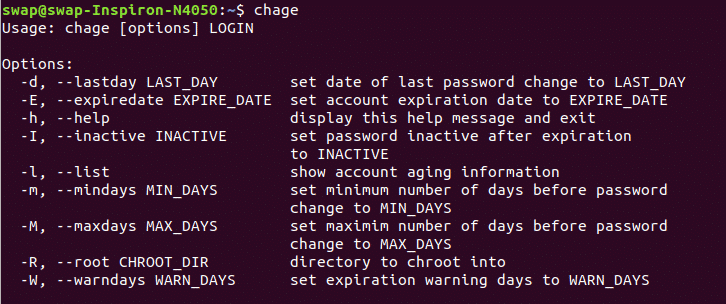 swap@swap-Inspiron-N4050:~$ chage
Usage: chage [options] LOGIN
Options:
-d, --lastday LAST_DAY set date of last password change to LAST_DAY
-E, --expiredate EXPIRE_DATE set account expiration date to EXPIRE_DATE
-h, --help display this help message and exit
-I, --inactive INACTIVE set password inactive after expiration
to INACTIVE
-l, --list show account aging information
-m, --mindays MIN_DAYS set minimum number of days before password
change to MIN_DAYS
-M, --maxdays MAX_DAYS set maximim number of days before password
change to MAX_DAYS
-R, --root CHROOT_DIR directory to chroot into
-W, --warndays WARN_DAYS set expiration warning days to WARN_DAYS